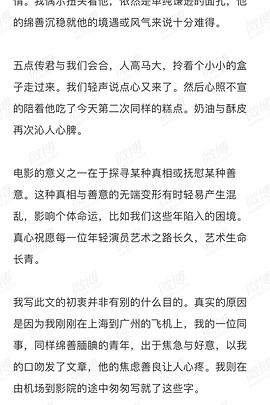 情。我偶尔扭头看他，依然是单纯谦逊的面孔，他
的绵善沉稳就他的境遇或风气来说十分难得。
五点传君与我们会合，人高马大，拎着个小小的盒
子走过来。我们轻声说点心又来了。然后心照不宣
的陪着他吃了今天第二次同样的糕点。奶油与酥皮
再次沁人心脾。
电影的意义之一在于探寻某种真相或抚慰某种善
意。这种真相与善意的无端变形有时轻易产生混
乱，影响个体命运，比如我们这些年陷入的困境。
真心祝愿每一位年轻演员艺术之路长久，艺术生命
长青。
我写此文的初衷并非有别的什么目的。真实的原因
是因为我刚刚在上海到广州的飞机上，我的一位同
事，同样绵善腼腆的青年，出于焦急与好意，以我
的口吻发了文章，他的焦虑善良让人心疼。我则在
由机场到影院的途中匆匆写就了这些字。